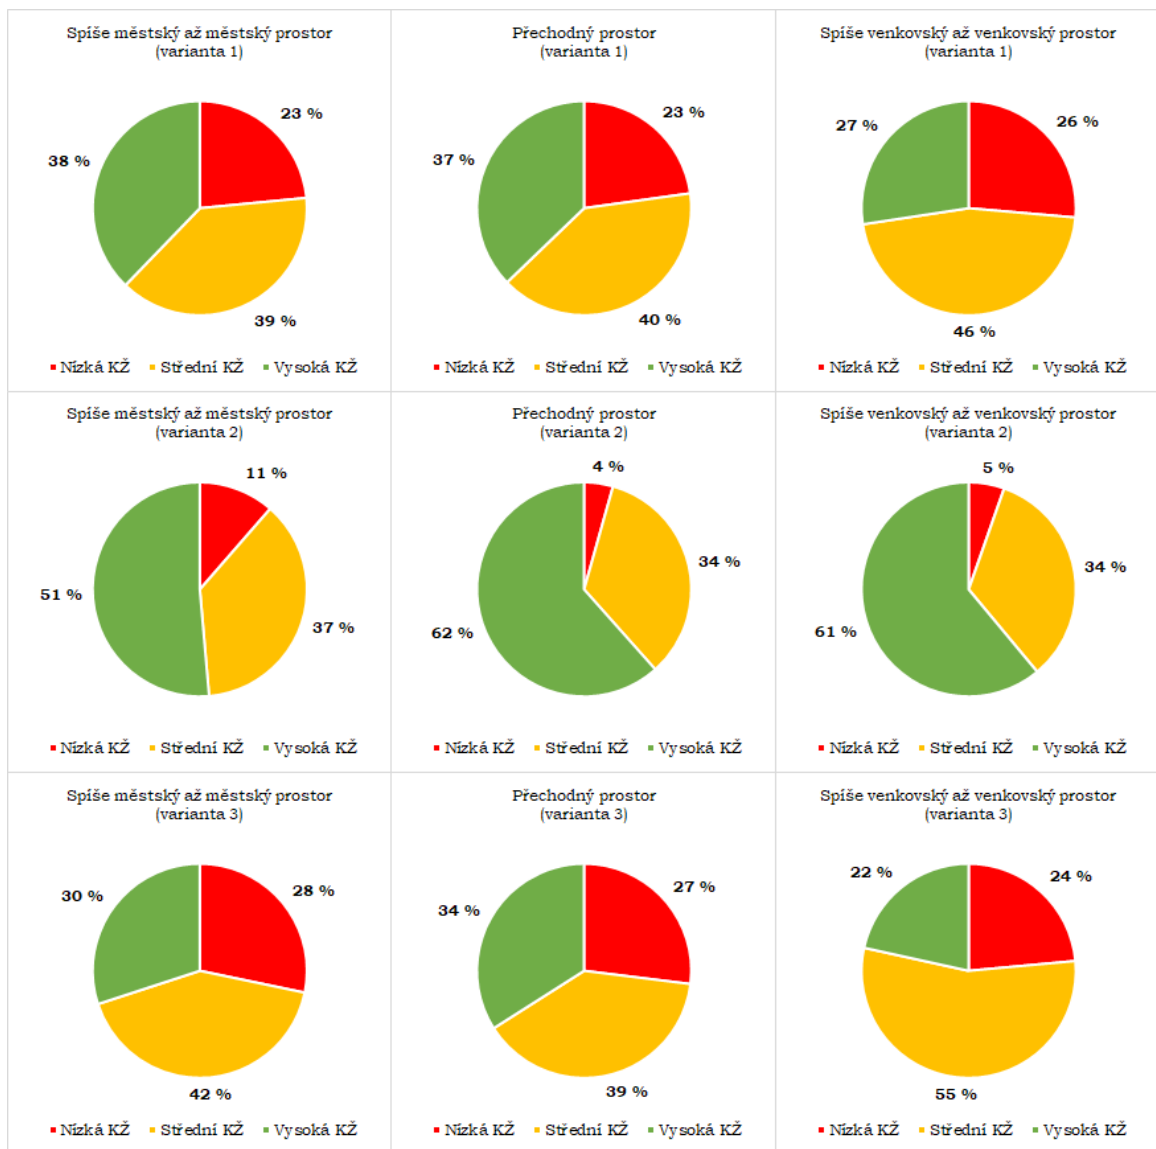 Spíše městský až městský prostor
(varianta 1)
23 %
38 %
39 %
Nízká KŽ Střední KŽ Vysoká KŽ
Přechodný prostor
(varianta 1)
23 %
37 %
40 %
Nízká KŽ Střední KŽ Vysoká KŽ
Spíše venkovský až venkovský prostor
(varianta 1)
27 %
26 %
46 %
Nízká KŽ Střední KŽ Vysoká KŽ
Spíše městský až městský prostor
(varianta 2)
11 %
51 %
37 %
Nízká KŽ Střední KŽ Vysoká KŽ
Přechodný prostor
(varianta 2)
4 %
34 %
62 %
Nízká KŽ Střední KŽ Vysoká KŽ
Spíše venkovský až venkovský prostor
(varianta 2)
5 %
34 %
61 %
Nízká KŽ Střední KŽ Vysoká KŽ
Spíše městský až městský prostor
(varianta 3)
30 %
28 %
42 %
Nízká KŽ Střední KŽ Vysoká KŽ
Přechodný prostor
(varianta 3)
27 %
34 %
39 %
Nízká KŽ Střední KŽ Vysoká KŽ
Spíše venkovský až venkovský prostor
(varianta 3)
22 %
24 %
55 %
Nízká KŽ Střední KŽ Vysoká KŽ